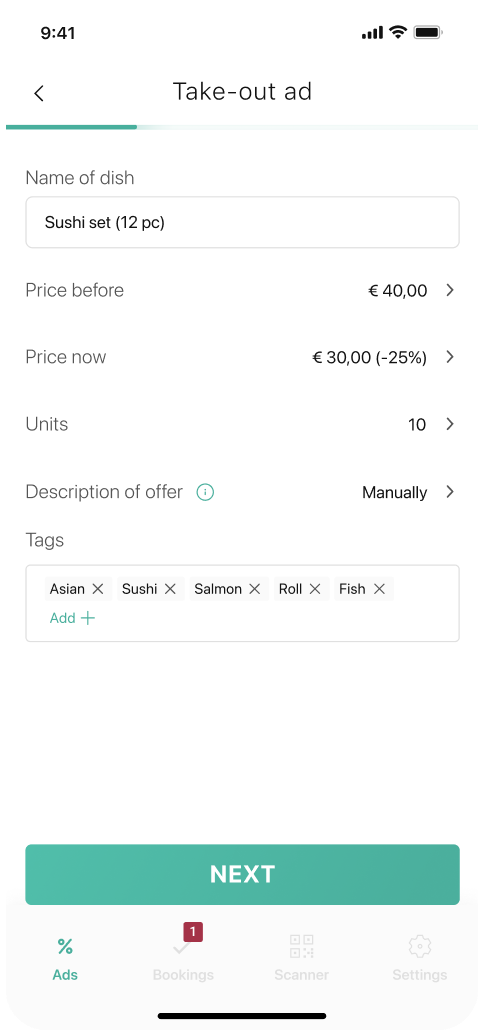 9:41
Take-out ad
Name of dish
Sushi set (12 pc)
Price before € 40,00
Price now € 30,00 (-25%)
Units 10
Description of offer i Manually
Tags
Asian Sushi Salmon Roll Fish
Add
NEXT
1
%
Ads Bookings Scanner Settings